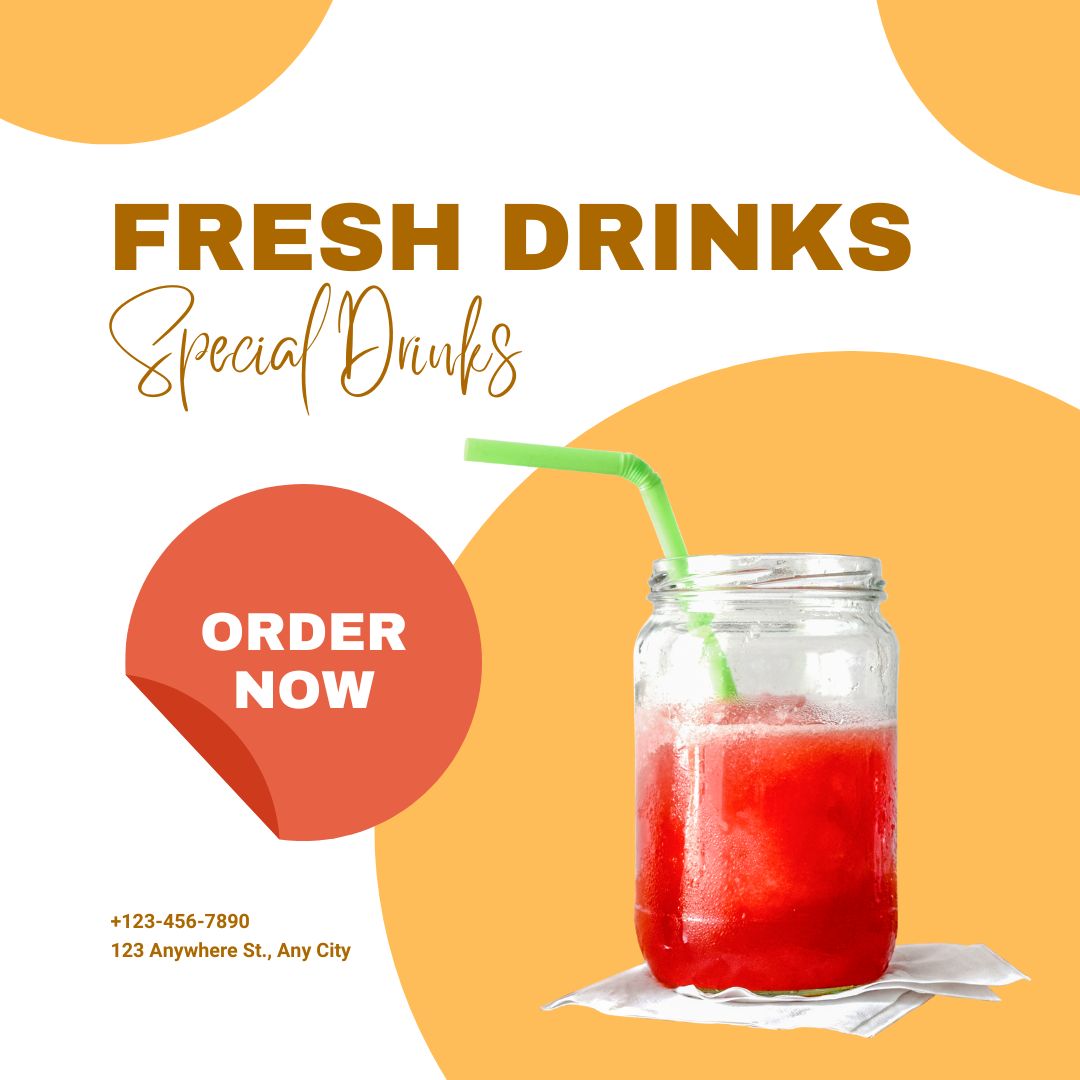 FRESH DRINKS
Special Drinks
ORDER
NOW
+123-456-7890
123 Anywhere St., Any City